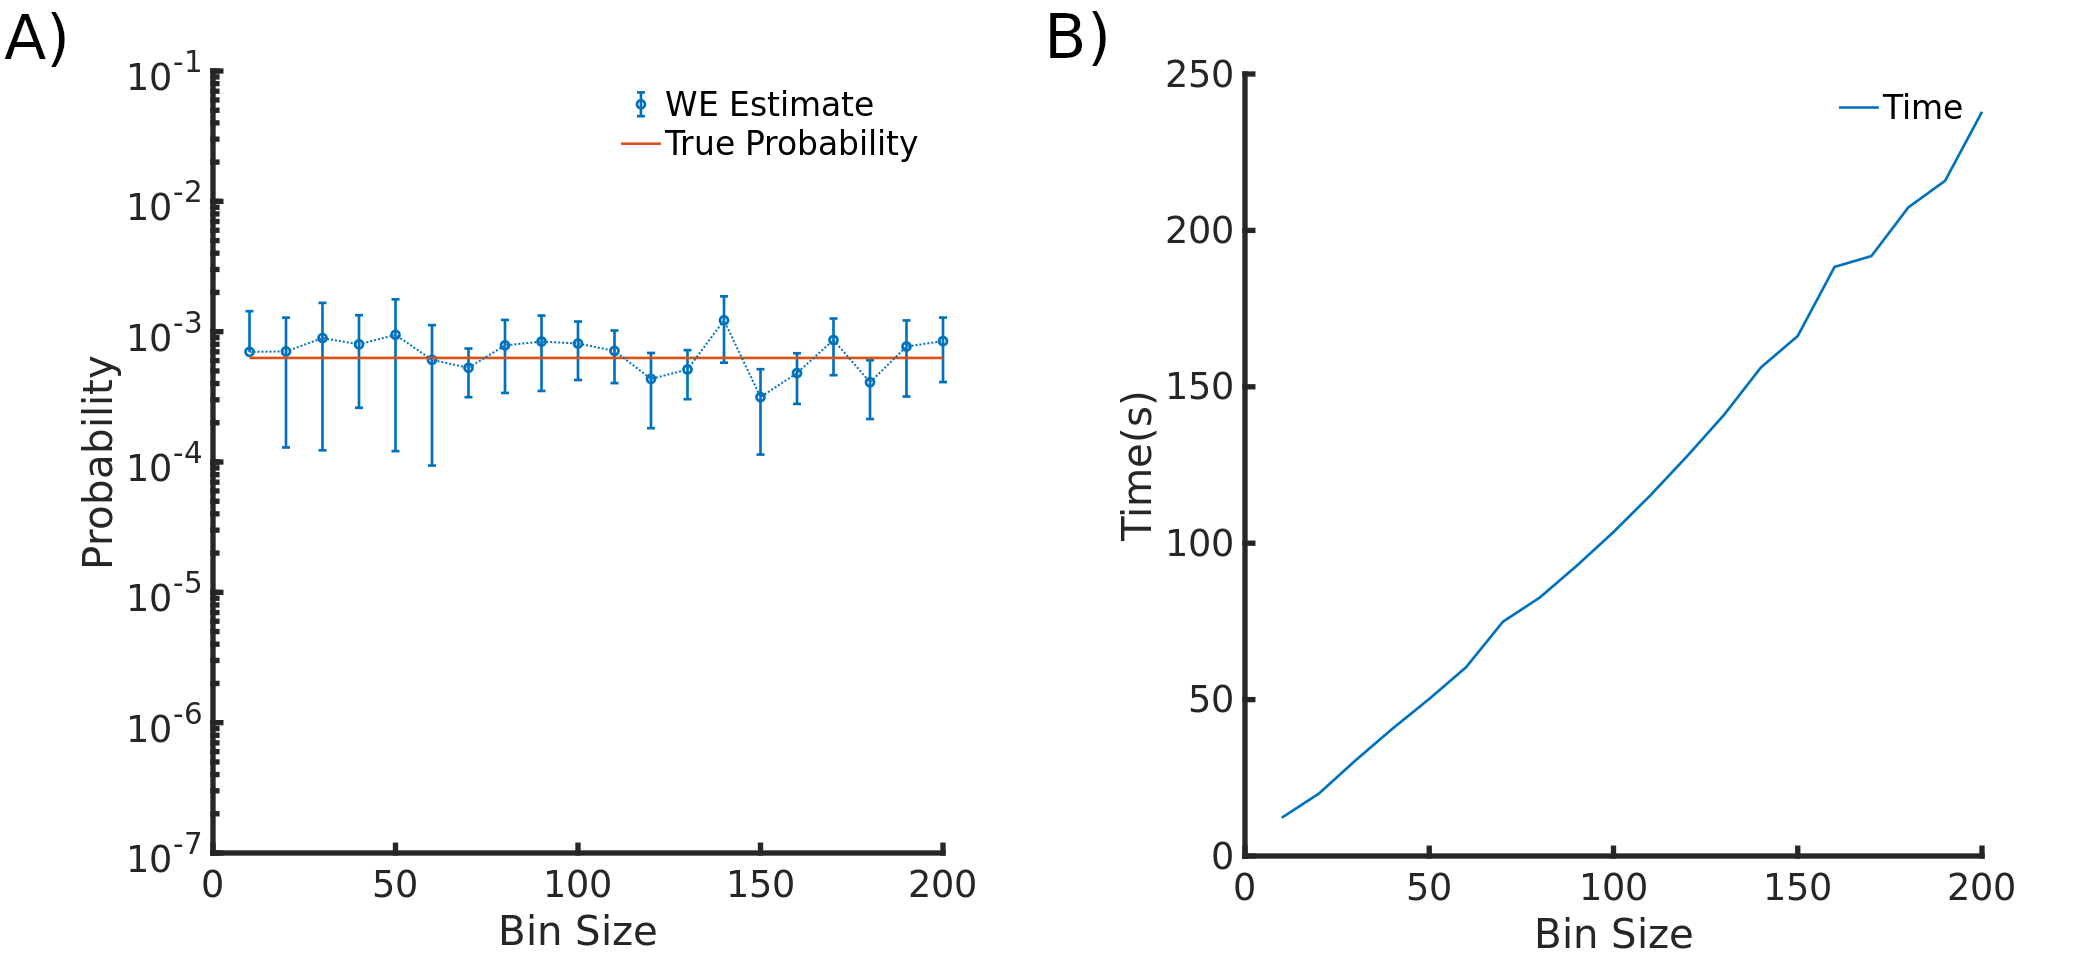 A)
10^-1
10^-2
10^-3
10^-4
10^-5
10^-6
10^-7
Probability
WE Estimate
True Probability
0 50 100 150 200
Bin Size
B)
250
200
150
100
50
0
Time(s)
Time
0 50 100 150 200
Bin Size